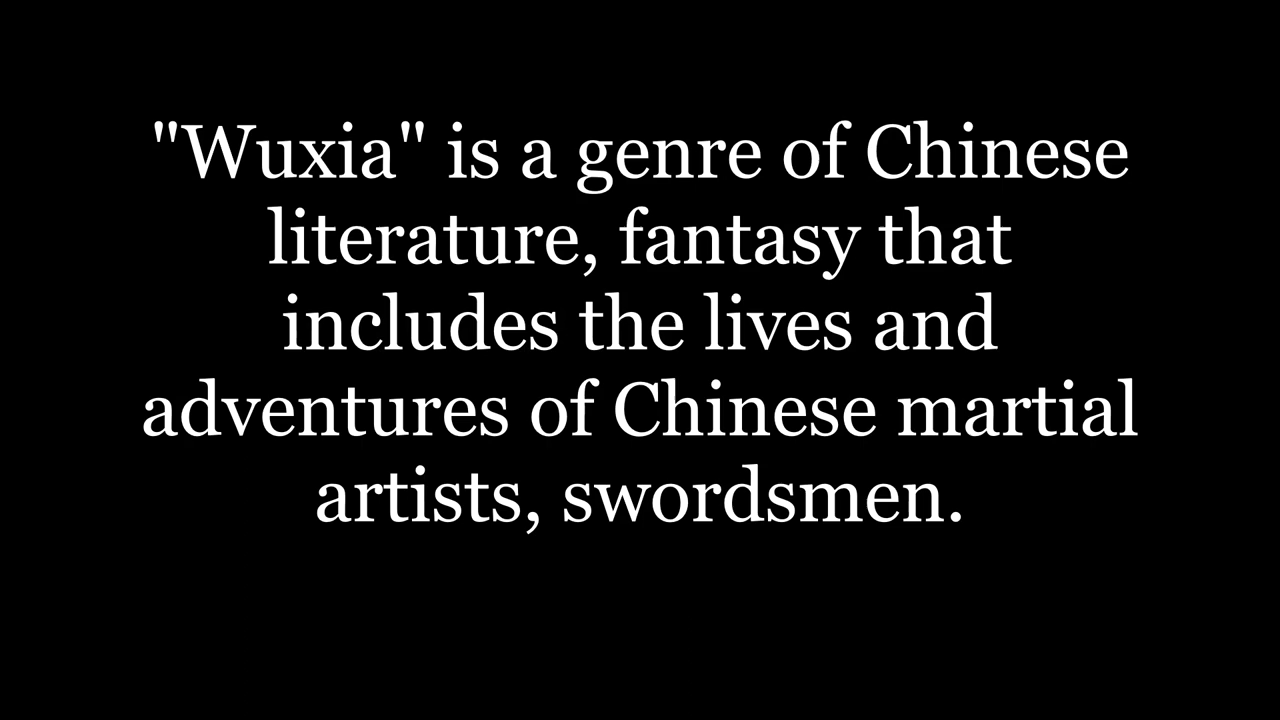 "Wuxia" is a genre of Chinese
literature, fantasy that
includes the lives and
adventures of Chinese martial
artists, swordsmen.